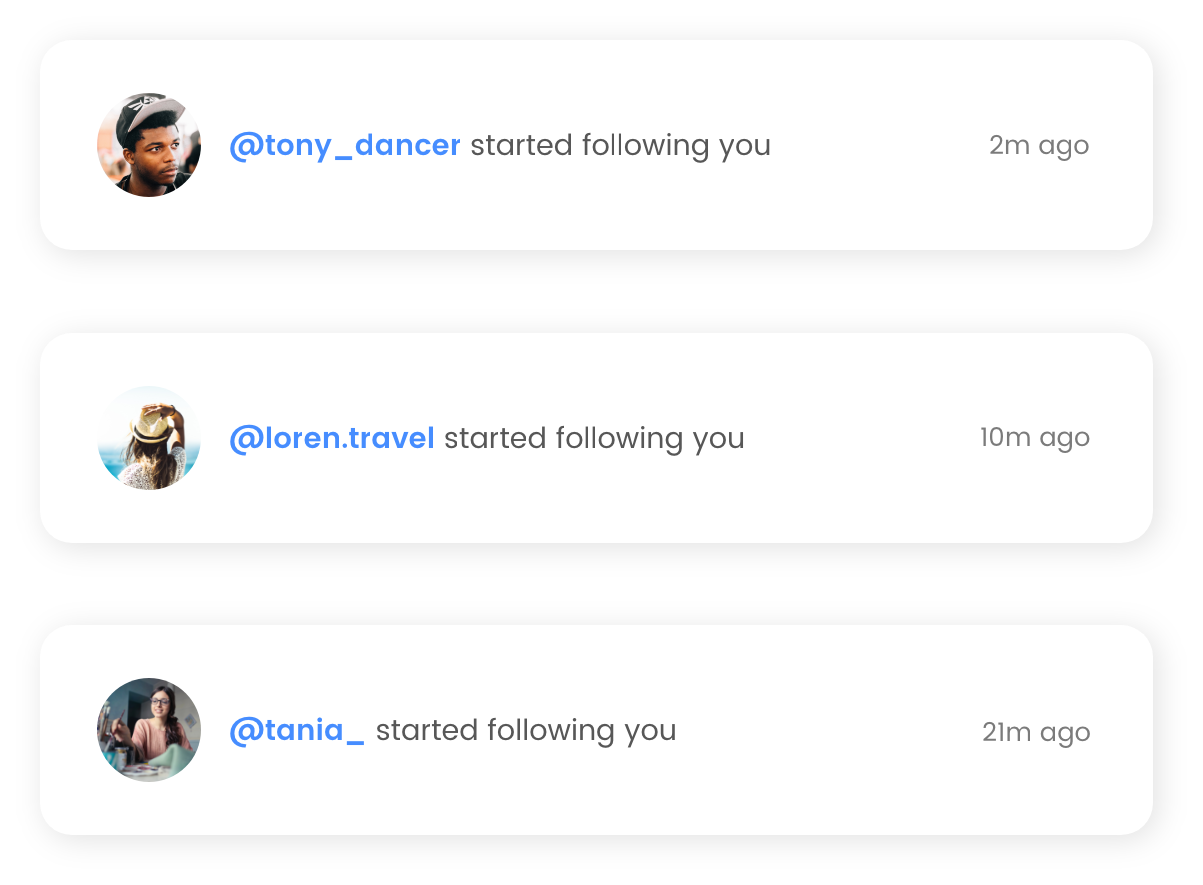 @tony_dancer started following you 2m ago
@loren.travel started following you 10m ago
@tania_ started following you 21m ago